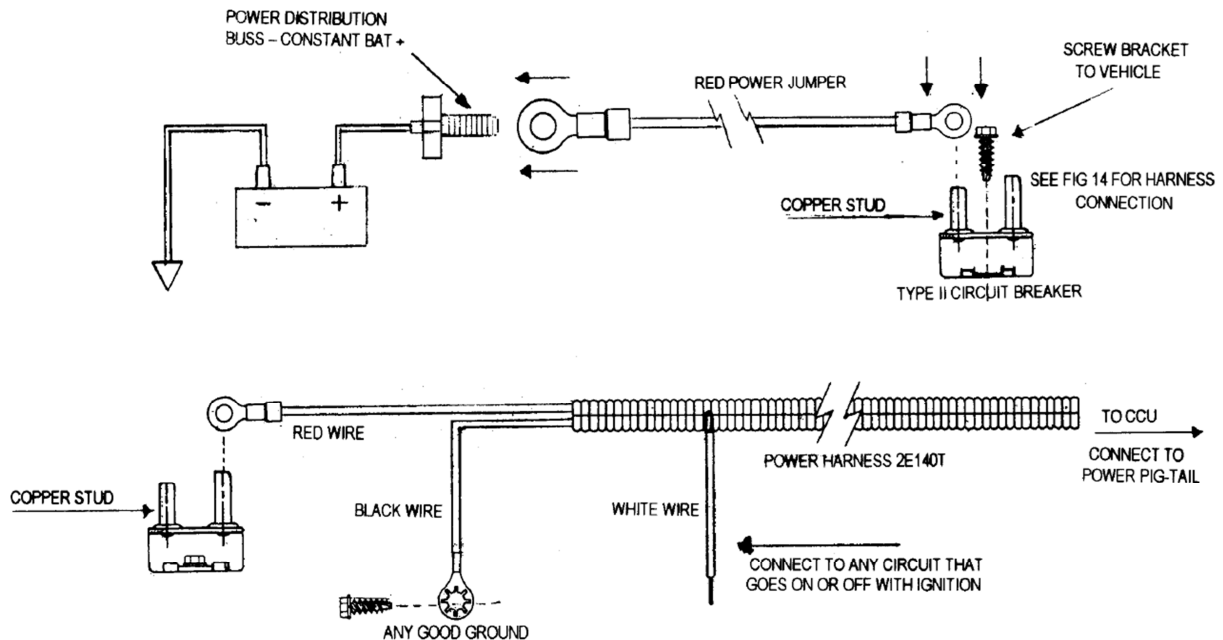 POWER DISTRIBUTION
BUSS – CONSTANT BAT +
RED POWER JUMPER
SCREW BRACKET
TO VEHICLE
− +
COPPER STUD
SEE FIG 14 FOR HARNESS
CONNECTION
TYPE II CIRCUIT BREAKER
RED WIRE
TO CCU
CONNECT TO
POWER PIG-TAIL
POWER HARNESS 2E140T
COPPER STUD
BLACK WIRE
WHITE WIRE
CONNECT TO ANY CIRCUIT THAT
GOES ON OR OFF WITH IGNITION
ANY GOOD GROUND